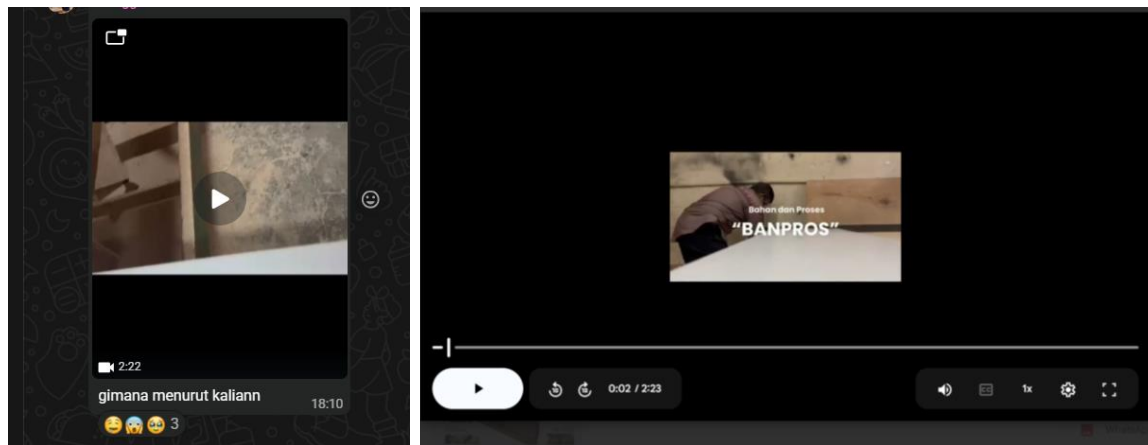 2:22
gimana menurut kaliann
18:10
3
Bahan dan Proses
“BANPROS”
0:02 / 2:23
1x